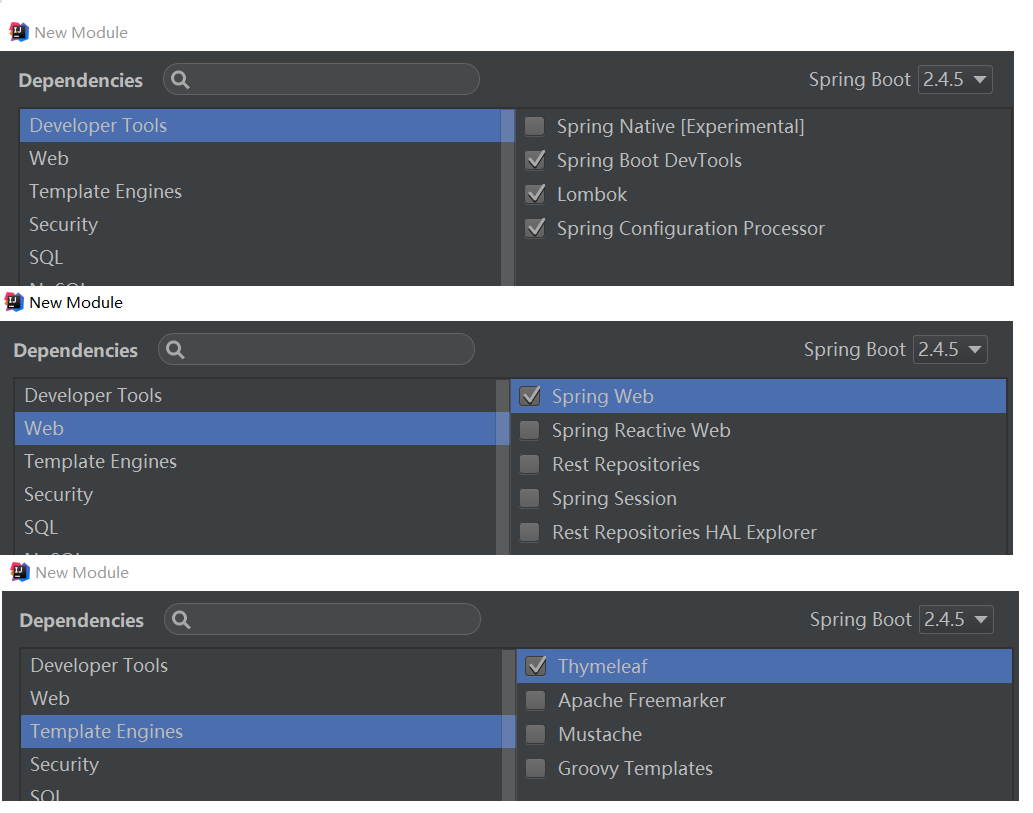 New Module
Dependencies Spring Boot 2.4.5
Developer Tools Spring Native [Experimental]
Web Spring Boot DevTools
Template Engines Lombok
Security Spring Configuration Processor
SQL
New Module
Dependencies Spring Boot 2.4.5
Developer Tools Spring Web
Web Spring Reactive Web
Template Engines Rest Repositories
Security Spring Session
SQL Rest Repositories HAL Explorer
New Module
Dependencies Spring Boot 2.4.5
Developer Tools Thymeleaf
Web Apache Freemarker
Template Engines Mustache
Security Groovy Templates
SQL